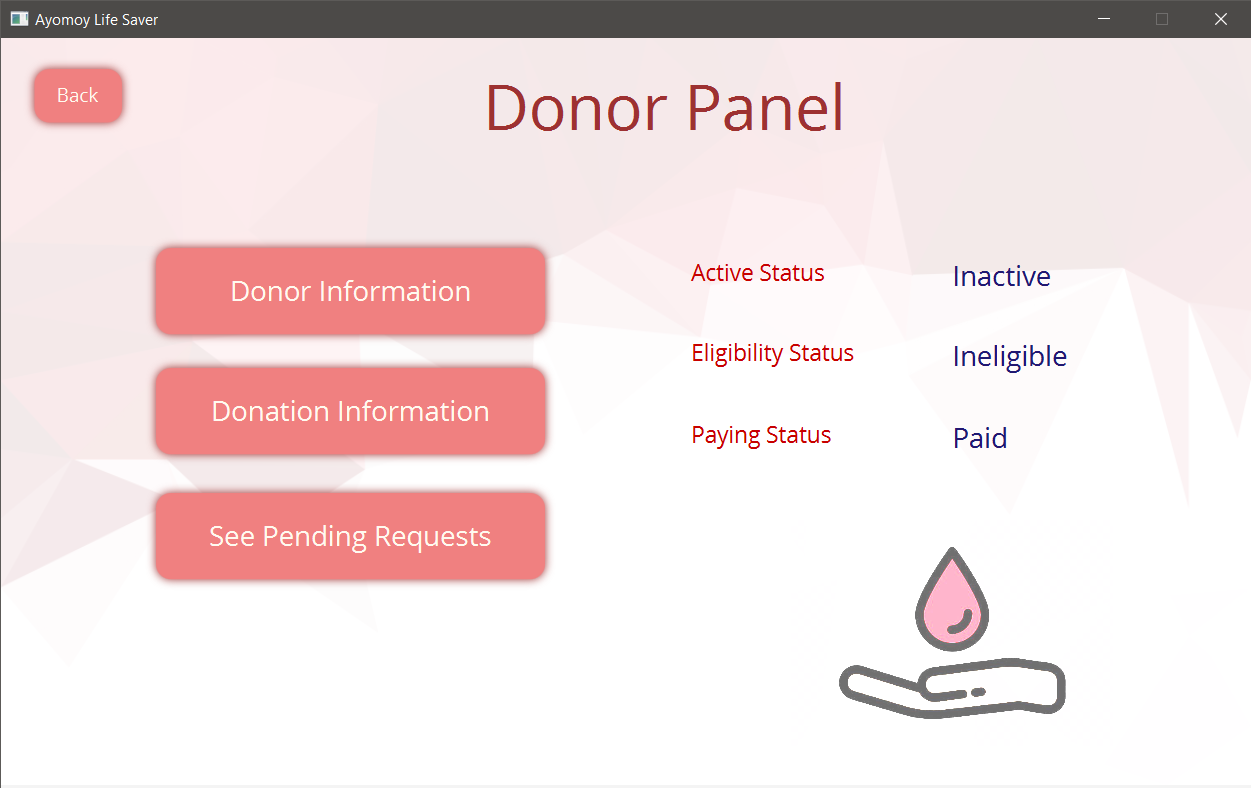 Ayomoy Life Saver
Back
Donor Panel
Donor Information
Active Status
Inactive
Eligibility Status
Ineligible
Donation Information
Paying Status
Paid
See Pending Requests